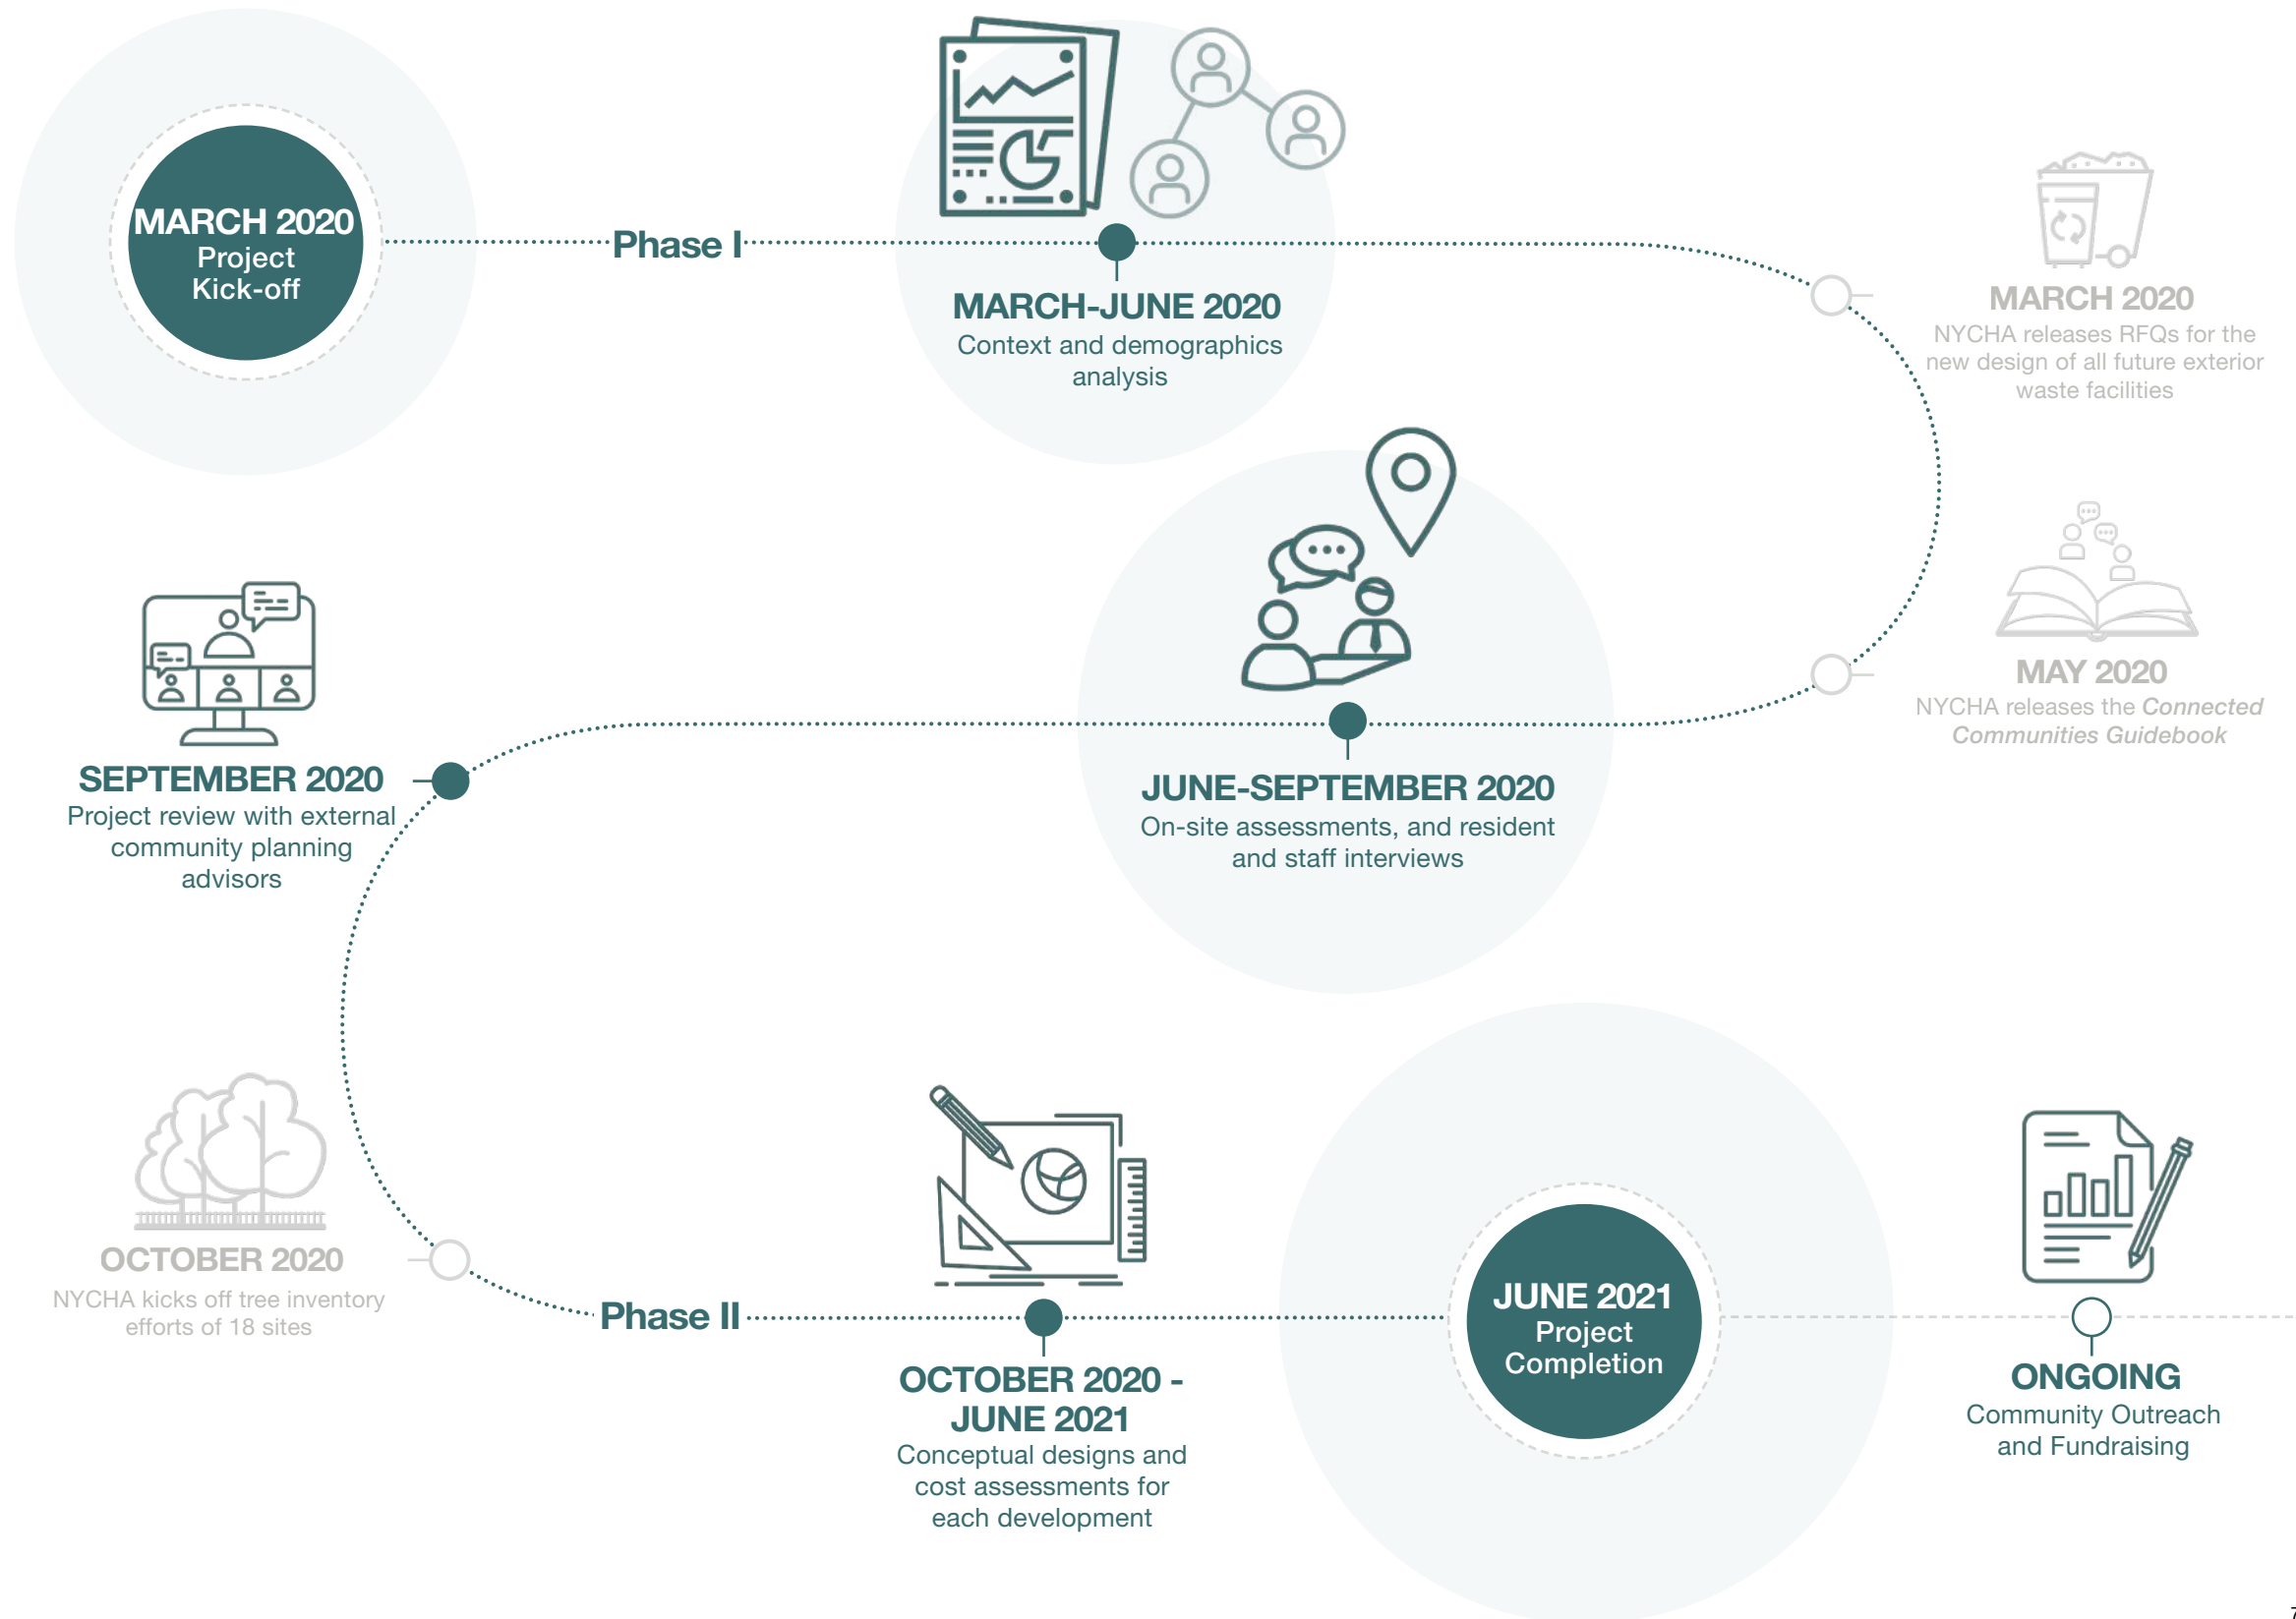 MARCH 2020
Project
Kick-off
Phase I
MARCH-JUNE 2020
Context and demographics
analysis
MARCH 2020
NYCHA releases RFQs for the
new design of all future exterior
waste facilities
MAY 2020
NYCHA releases the Connected
Communities Guidebook
JUNE-SEPTEMBER 2020
On-site assessments, and resident
and staff interviews
SEPTEMBER 2020
Project review with external
community planning
advisors
OCTOBER 2020
NYCHA kicks off tree inventory
efforts of 18 sites
Phase II
OCTOBER 2020 -
JUNE 2021
Conceptual designs and
cost assessments for
each development
JUNE 2021
Project
Completion
ONGOING
Community Outreach
and Fundraising
7